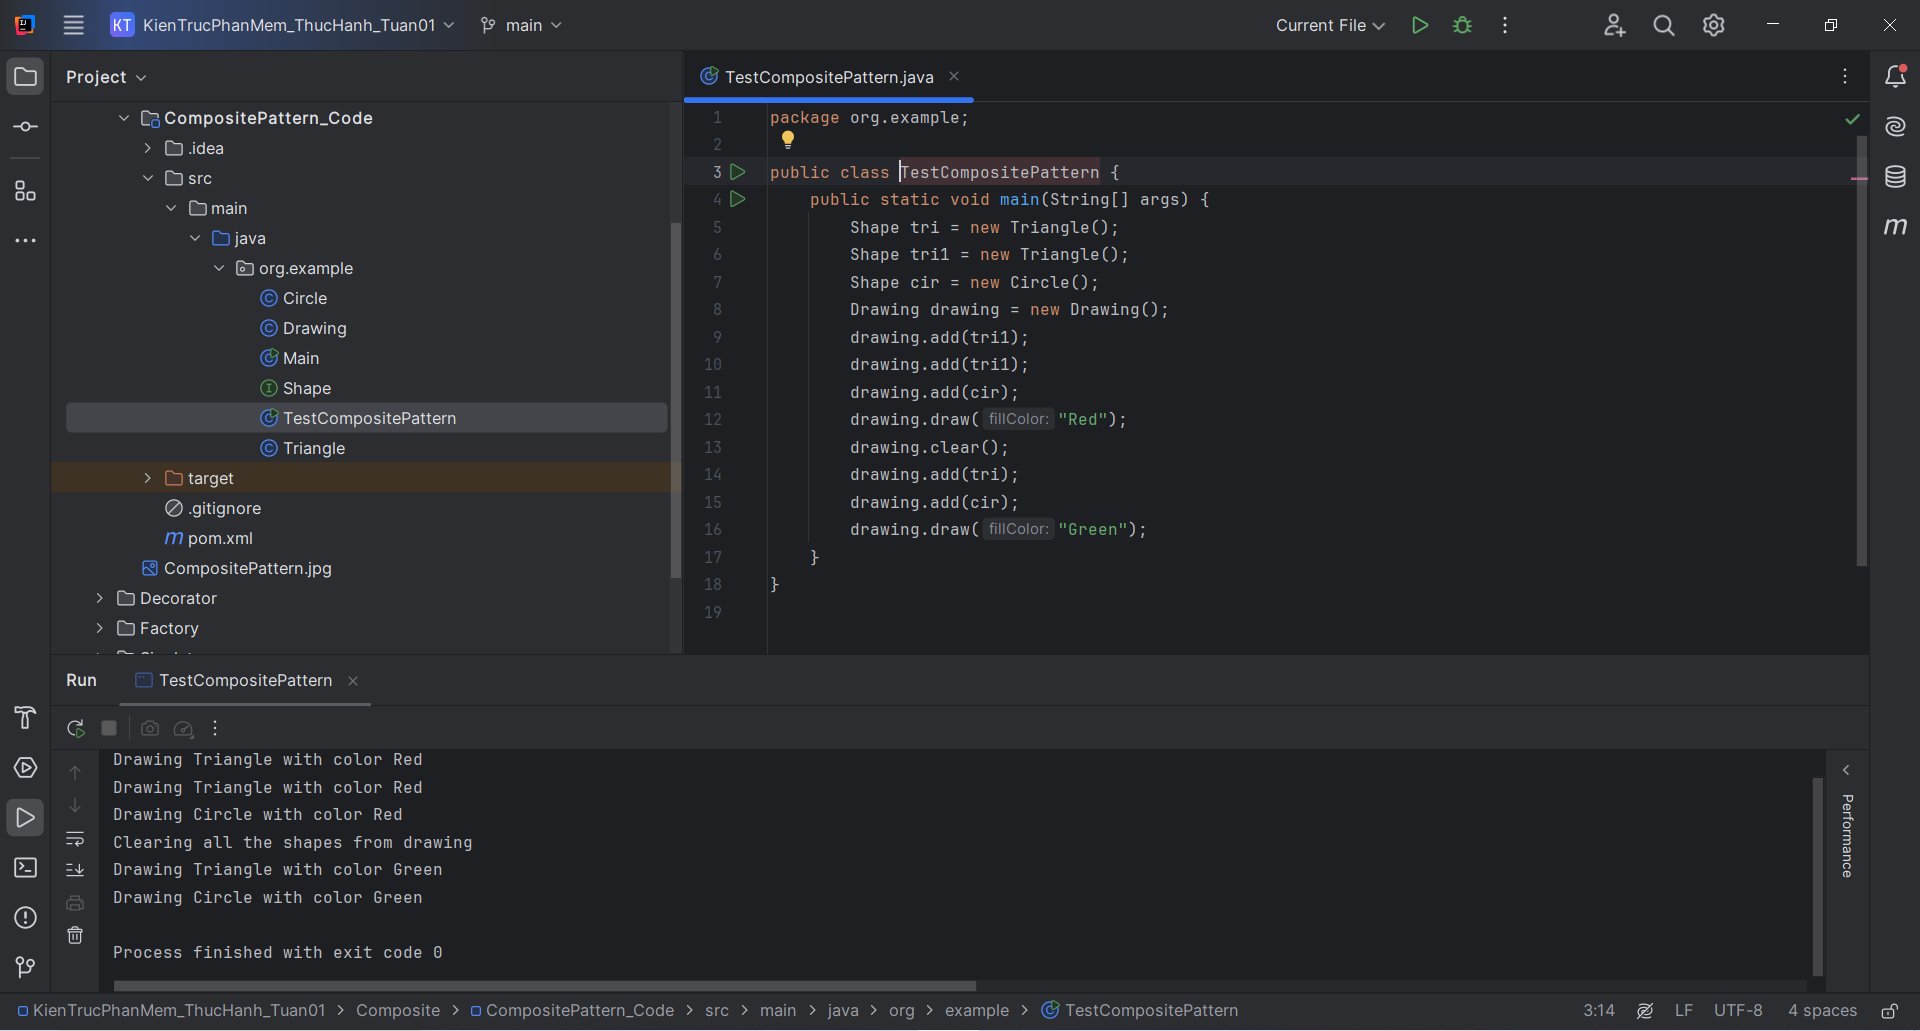 KT KienTrucPhanMem_ThucHanh_Tuan01 main Current File
Project
CompositePattern_Code
.idea
src
main
java
org.example
Circle
Drawing
Main
Shape
TestCompositePattern
Triangle
target
.gitignore
m pom.xml
CompositePattern.jpg
Decorator
Factory
TestCompositePattern.java
1 package org.example;
2
3 public class TestCompositePattern {
4 public static void main(String[] args) {
5 Shape tri = new Triangle();
6 Shape tri1 = new Triangle();
7 Shape cir = new Circle();
8 Drawing drawing = new Drawing();
9 drawing.add(tri1);
10 drawing.add(tri1);
11 drawing.add(cir);
12 drawing.draw( fillColor: "Red");
13 drawing.clear();
14 drawing.add(tri);
15 drawing.add(cir);
16 drawing.draw( fillColor: "Green");
17 }
18 }
19
m
Run TestCompositePattern
Drawing Triangle with color Red
Drawing Triangle with color Red
Drawing Circle with color Red
Clearing all the shapes from drawing
Drawing Triangle with color Green
Drawing Circle with color Green
Process finished with exit code 0
Performance
KienTrucPhanMem_ThucHanh_Tuan01 > Composite > CompositePattern_Code > src > main > java > org > example > TestCompositePattern 3:14 LF UTF-8 4 spaces